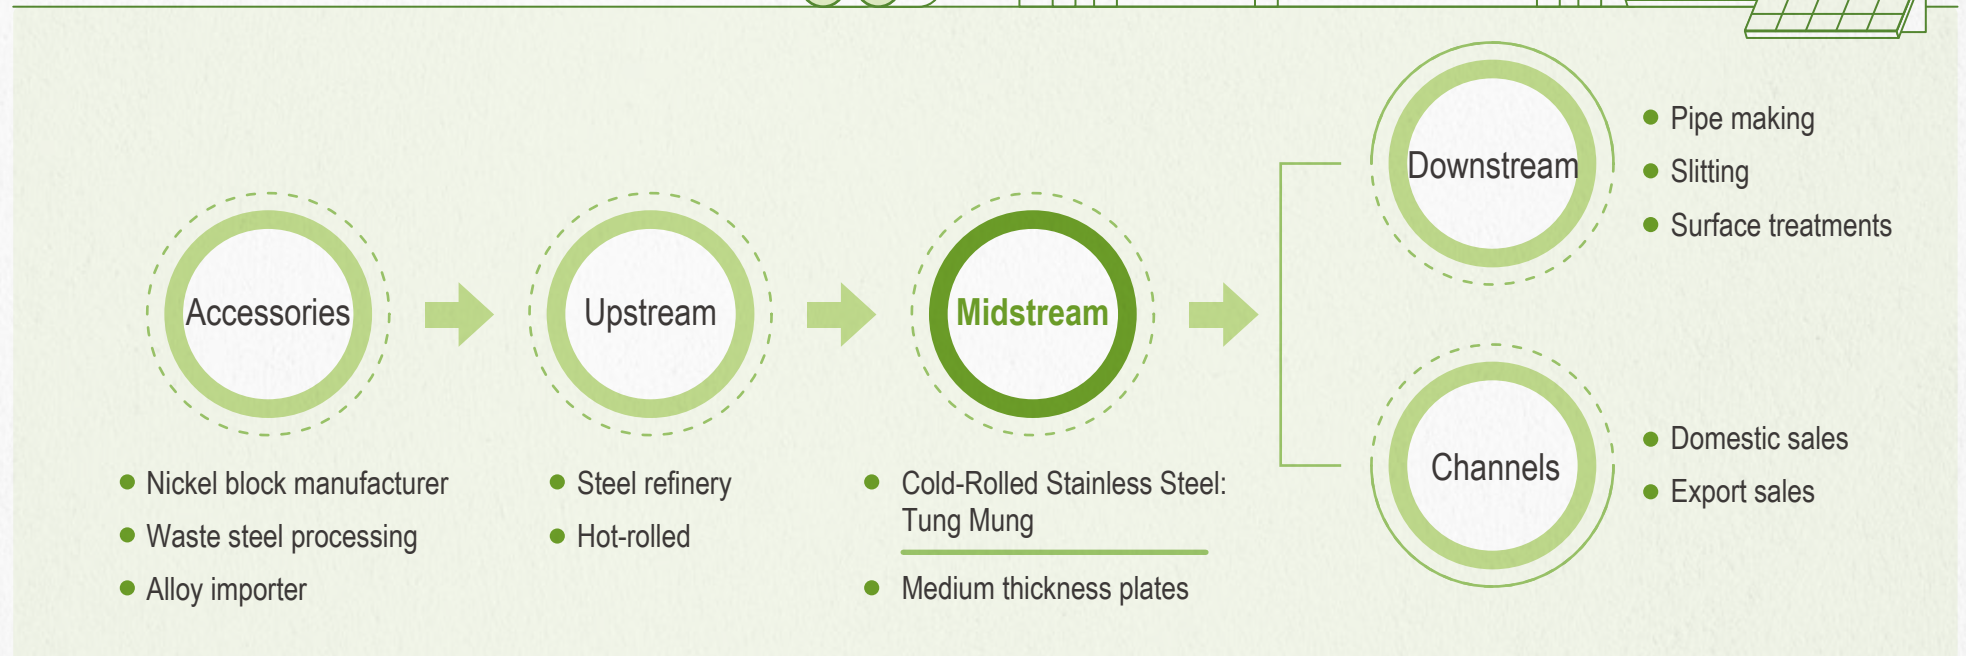 Accessories
Nickel block manufacturer
Waste steel processing
Alloy importer
Upstream
Steel refinery
Hot-rolled
Midstream
Cold-Rolled Stainless Steel:
Tung Mung
Medium thickness plates
Downstream
Pipe making
Slitting
Surface treatments
Channels
Domestic sales
Export sales